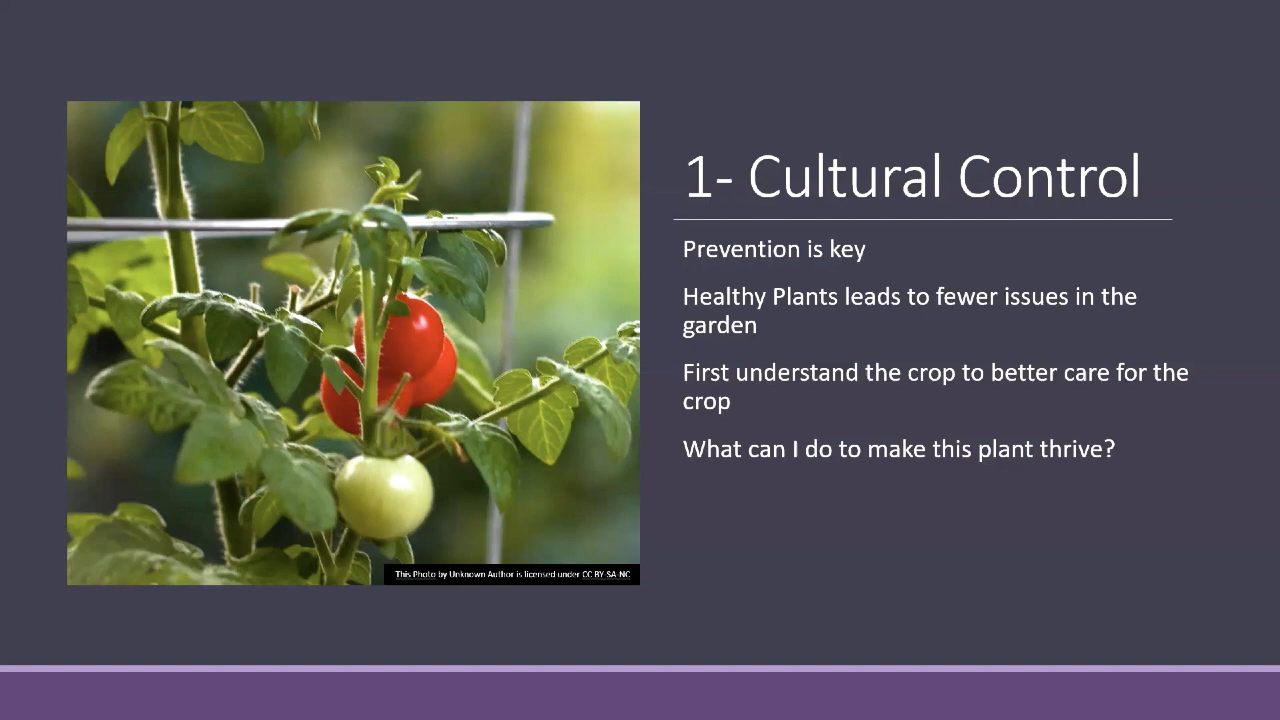 1- Cultural Control
Prevention is key
Healthy Plants leads to fewer issues in the
garden
First understand the crop to better care for the
crop
What can I do to make this plant thrive?
This Photo by Unknown Author is licensed under CC BY-SA-NC